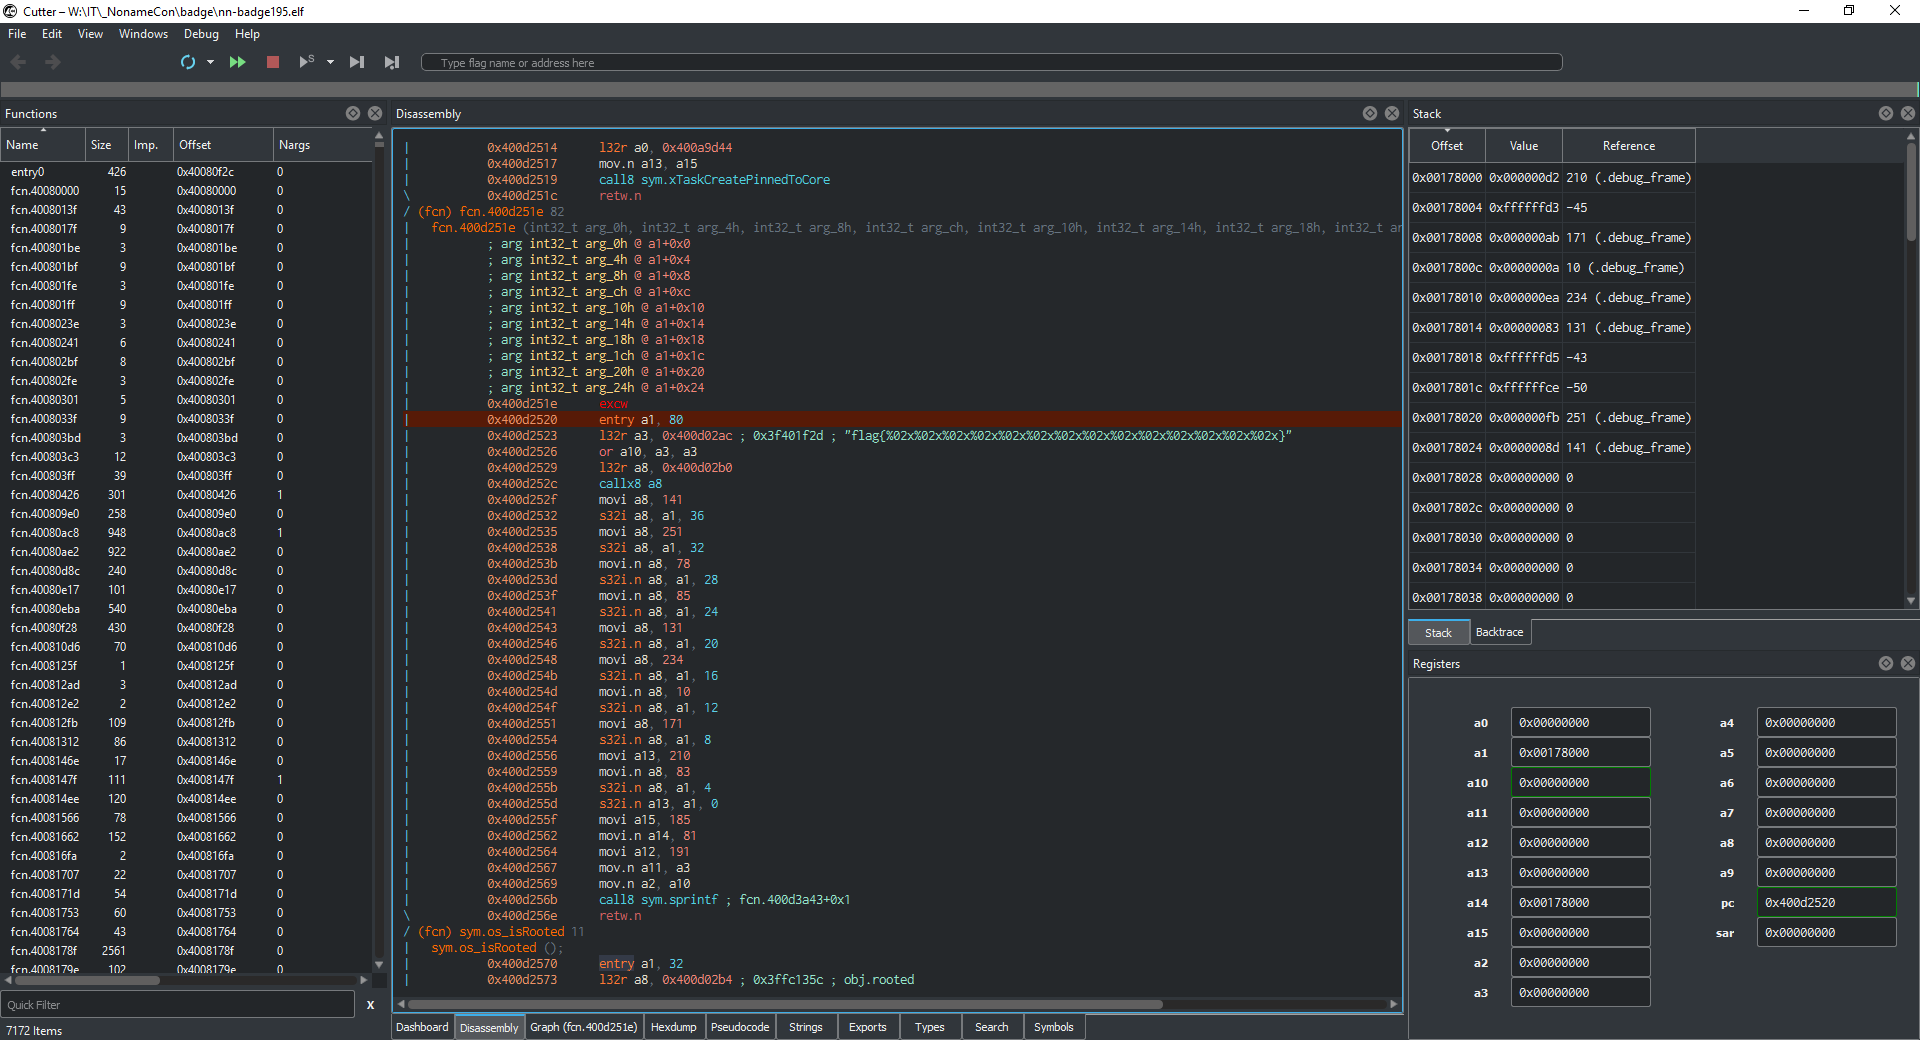 Cutter – W:\IT\_NonameCon\badge\nn-badge195.elf
File Edit View Windows Debug Help
Type flag name or address here
Functions
Name Size Imp. Offset Nargs
entry0 426 0x40080f2c 0
fcn.40080000 15 0x40080000 0
fcn.4008013f 43 0x4008013f 0
fcn.4008017f 9 0x4008017f 0
fcn.400801be 3 0x400801be 0
fcn.400801bf 9 0x400801bf 0
fcn.400801fe 3 0x400801fe 0
fcn.400801ff 9 0x400801ff 0
fcn.4008023e 3 0x4008023e 0
fcn.40080241 6 0x40080241 0
fcn.400802bf 8 0x400802bf 0
fcn.400802fe 3 0x400802fe 0
fcn.40080301 5 0x40080301 0
fcn.4008033f 9 0x4008033f 0
fcn.400803bd 3 0x400803bd 0
fcn.400803c3 12 0x400803c3 0
fcn.400803ff 39 0x400803ff 0
fcn.40080426 301 0x40080426 1
fcn.400809e0 258 0x400809e0 0
fcn.40080ac8 948 0x40080ac8 1
fcn.40080ae2 922 0x40080ae2 0
fcn.40080d8c 240 0x40080d8c 0
fcn.40080e17 101 0x40080e17 0
fcn.40080eba 540 0x40080eba 0
fcn.40080f28 430 0x40080f28 0
fcn.400810d6 70 0x400810d6 0
fcn.4008125f 1 0x4008125f 0
fcn.400812ad 3 0x400812ad 0
fcn.400812e2 2 0x400812e2 0
fcn.400812fb 109 0x400812fb 0
fcn.40081312 86 0x40081312 0
fcn.4008146e 17 0x4008146e 0
fcn.4008147f 111 0x4008147f 1
fcn.400814ee 120 0x400814ee 0
fcn.40081566 78 0x40081566 0
fcn.40081662 152 0x40081662 0
fcn.400816fa 2 0x400816fa 0
fcn.40081707 22 0x40081707 0
fcn.4008171d 54 0x4008171d 0
fcn.40081753 60 0x40081753 0
fcn.40081764 43 0x40081764 0
fcn.4008178f 2561 0x4008178f 0
fcn.4008179e 102 0x4008179e 0
Quick Filter X
7172 Items
Disassembly
0x400d2514 l32r a0, 0x400a9d44
0x400d2517 mov.n a13, a15
0x400d2519 call8 sym.xTaskCreatePinnedToCore
\ 0x400d251c retw.n
/ (fcn) fcn.400d251e 82
fcn.400d251e (int32_t arg_0h, int32_t arg_4h, int32_t arg_8h, int32_t arg_ch, int32_t arg_10h, int32_t arg_14h, int32_t arg_18h, int32_t ar
; arg int32_t arg_0h @ a1+0x0
; arg int32_t arg_4h @ a1+0x4
; arg int32_t arg_8h @ a1+0x8
; arg int32_t arg_ch @ a1+0xc
; arg int32_t arg_10h @ a1+0x10
; arg int32_t arg_14h @ a1+0x14
; arg int32_t arg_18h @ a1+0x18
; arg int32_t arg_1ch @ a1+0x1c
; arg int32_t arg_20h @ a1+0x20
; arg int32_t arg_24h @ a1+0x24
0x400d251e excw
0x400d2520 entry a1, 80
0x400d2523 l32r a3, 0x400d02ac ; 0x3f401f2d ; "flag{%02x%02x%02x%02x%02x%02x%02x%02x%02x%02x%02x%02x%02x%02x}"
0x400d2526 or a10, a3, a3
0x400d2529 l32r a8, 0x400d02b0
0x400d252c callx8 a8
0x400d252f movi a8, 141
0x400d2532 s32i a8, a1, 36
0x400d2535 movi a8, 251
0x400d2538 s32i a8, a1, 32
0x400d253b movi.n a8, 78
0x400d253d s32i.n a8, a1, 28
0x400d253f movi.n a8, 85
0x400d2541 s32i.n a8, a1, 24
0x400d2543 movi a8, 131
0x400d2546 s32i.n a8, a1, 20
0x400d2548 movi a8, 234
0x400d254b s32i.n a8, a1, 16
0x400d254d movi.n a8, 10
0x400d254f s32i.n a8, a1, 12
0x400d2551 movi a8, 171
0x400d2554 s32i.n a8, a1, 8
0x400d2556 movi a13, 210
0x400d2559 movi.n a8, 83
0x400d255b s32i.n a8, a1, 4
0x400d255d s32i.n a13, a1, 0
0x400d255f movi a15, 185
0x400d2562 movi.n a14, 81
0x400d2564 movi a12, 191
0x400d2567 mov.n a11, a3
0x400d2569 mov.n a2, a10
0x400d256b call8 sym.sprintf ; fcn.400d3a43+0x1
\ 0x400d256e retw.n
/ (fcn) sym.os_isRooted 11
sym.os_isRooted ();
0x400d2570 entry a1, 32
0x400d2573 l32r a8, 0x400d02b4 ; 0x3ffc135c ; obj.rooted
Dashboard Disassembly Graph (fcn.400d251e) Hexdump Pseudocode Strings Exports Types Search Symbols
Stack
Offset Value Reference
0x00178000 0x000000d2 210 (.debug_frame)
0x00178004 0xffffffd3 -45
0x00178008 0x000000ab 171 (.debug_frame)
0x0017800c 0x0000000a 10 (.debug_frame)
0x00178010 0x000000ea 234 (.debug_frame)
0x00178014 0x00000083 131 (.debug_frame)
0x00178018 0xffffffd5 -43
0x0017801c 0xffffffce -50
0x00178020 0x000000fb 251 (.debug_frame)
0x00178024 0x0000008d 141 (.debug_frame)
0x00178028 0x00000000 0
0x0017802c 0x00000000 0
0x00178030 0x00000000 0
0x00178034 0x00000000 0
0x00178038 0x00000000 0
Stack Backtrace
Registers
a0 0x00000000 a4 0x00000000
a1 0x00178000 a5 0x00000000
a10 0x00000000 a6 0x00000000
a11 0x00000000 a7 0x00000000
a12 0x00000000 a8 0x00000000
a13 0x00000000 a9 0x00000000
a14 0x00178000 pc 0x400d2520
a15 0x00000000 sar 0x00000000
a2 0x00000000
a3 0x00000000